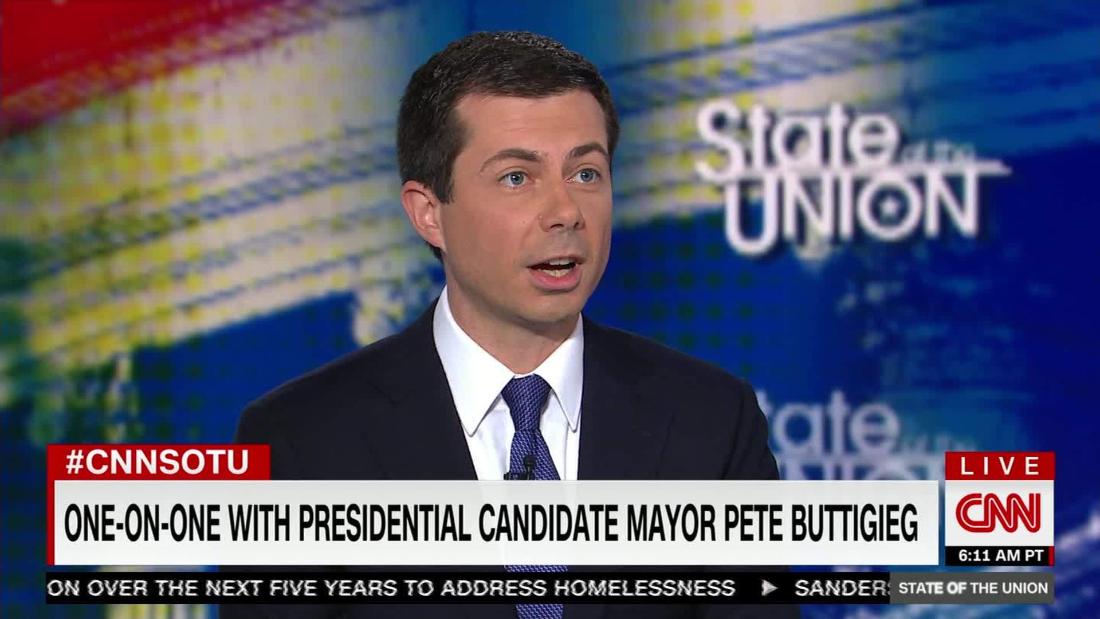 State of the
UNION
State
#CNNSOTU
ONE-ON-ONE WITH PRESIDENTIAL CANDIDATE MAYOR PETE BUTTIGIEG
LIVE
CNN
6:11 AM PT
ON OVER THE NEXT FIVE YEARS TO ADDRESS HOMELESSNESS ► SANDERS
STATE OF THE UNION